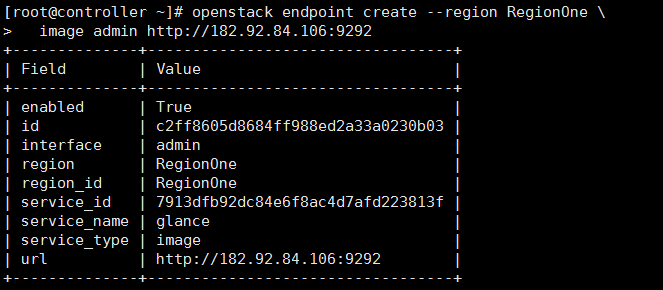 [root@controller ~]# openstack endpoint create --region RegionOne \
>   image admin http://182.92.84.106:9292
+--------------+----------------------------------+
| Field        | Value                            |
+--------------+----------------------------------+
| enabled      | True                             |
| id           | c2ff8605d8684ff988ed2a33a0230b03 |
| interface    | admin                            |
| region       | RegionOne                        |
| region_id    | RegionOne                        |
| service_id   | 7913dfb92dc84e6f8ac4d7afd223813f |
| service_name | glance                           |
| service_type | image                            |
| url          | http://182.92.84.106:9292        |
+--------------+----------------------------------+